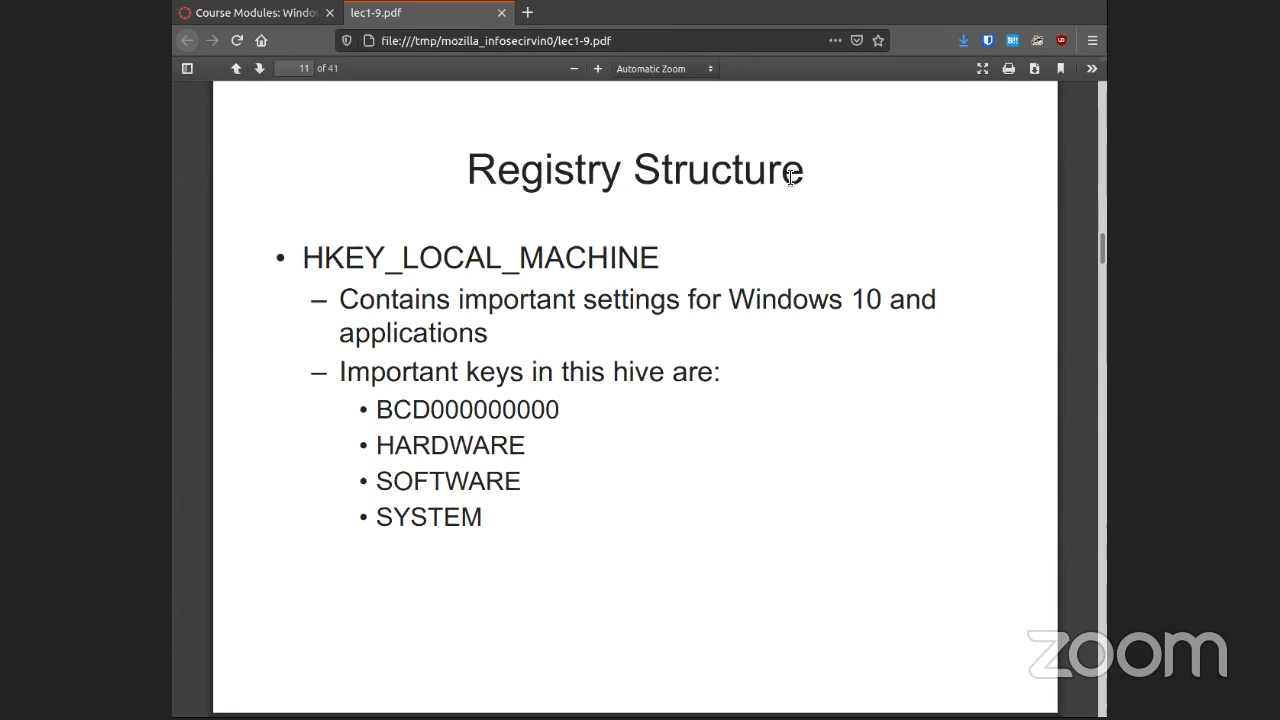 Course Modules: Windo
lec1-9.pdf
file:///tmp/mozilla_infosecirvin0/lec1-9.pdf
11 of 41
Automatic Zoom
Registry Structure
• HKEY_LOCAL_MACHINE
– Contains important settings for Windows 10 and
applications
– Important keys in this hive are:
• BCD000000000
• HARDWARE
• SOFTWARE
• SYSTEM
zoom